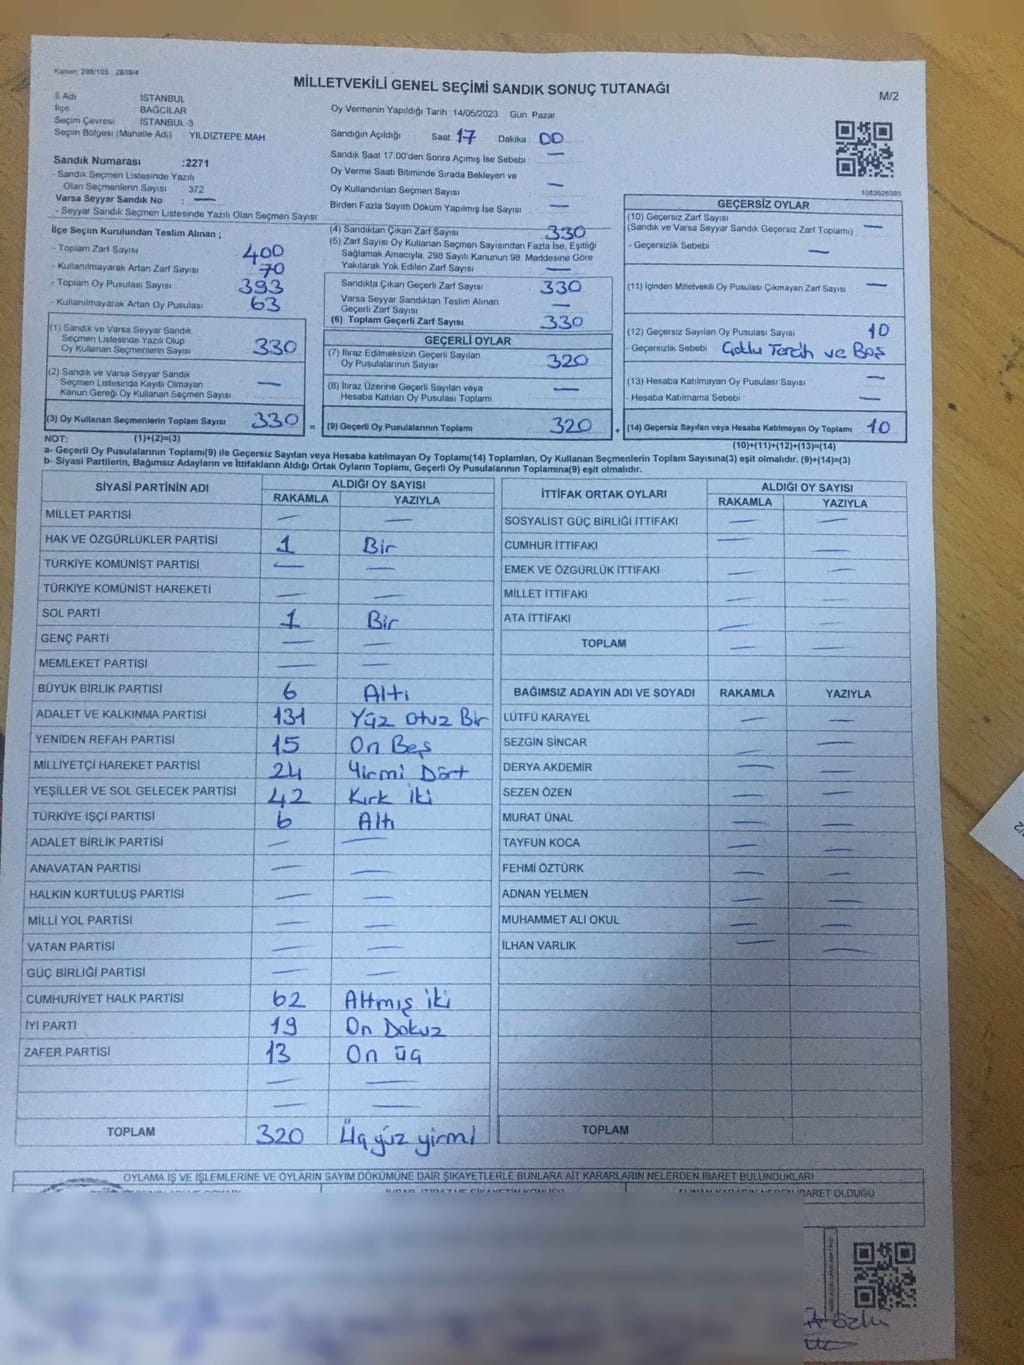 Kanun: 298/105 ; 2839/4
MİLLETVEKİLİ GENEL SEÇİMİ SANDIK SONUÇ TUTANAĞI
M/2
İl Adı İSTANBUL
İlçe BAĞCILAR
Seçim Çevresi İSTANBUL-3
Seçim Bölgesi (Mahalle Adı) YILDIZTEPE MAH.
Oy Vermenin Yapıldığı Tarih 14/05/2023 Gün Pazar
Sandığın Açıldığı Saat 17 Dakika 00
Sandık Saat 17:00'den Sonra Açımış İse Sebebi —
Oy Verme Saati Bitiminde Sırada Bekleyen ve
Oy Kullandırılan Seçmen Sayısı —
Birden Fazla Sayım Döküm Yapılmış İse Sayısı —
Sandık Numarası :2271
- Sandık Seçmen Listesinde Yazılı
Olan Seçmenlerin Sayısı : 372
Varsa Seyyar Sandık No : —
- Seyyar Sandık Seçmen Listesinde Yazılı Olan Seçmen Sayısı:
1083626385
İlçe Seçim Kurulundan Teslim Alınan ;
- Toplam Zarf Sayısı 400
- Kullanılmayarak Artan Zarf Sayısı 70
- Toplam Oy Pusulası Sayısı 393
- Kullanılmayarak Artan Oy Pusulası 63
(1) Sandık ve Varsa Seyyar Sandık
Seçmen Listesinde Yazılı Olup
Oy Kullanan Seçmenlerin Sayısı 330
(2) Sandık ve Varsa Seyyar Sandık
Seçmen Listesinde Kayıtlı Olmayan
Kanun Gereği Oy Kullanan Seçmen Sayısı —
(3) Oy Kullanan Seçmenlerin Toplam Sayısı 330 =
(4) Sandıktan Çıkan Zarf Sayısı 330
(5) Zarf Sayısı Oy Kullanan Seçmen Sayısından Fazla İse, Eşitliği
Sağlamak Amacıyla, 298 Sayılı Kanunun 98. Maddesine Göre
Yakılarak Yok Edilen Zarf Sayısı —
Sandıkta Çıkan Geçerli Zarf Sayısı 330
Varsa Seyyar Sandıktan Teslim Alınan
Geçerli Zarf Sayısı —
(6) Toplam Geçerli Zarf Sayısı 330
GEÇERLİ OYLAR
(7) İtiraz Edilmeksizin Geçerli Sayılan
Oy Pusulalarının Sayısı 320
(8) İtiraz Üzerine Geçerli Sayılan veya
Hesaba Katılan Oy Pusulası Toplamı —
(9) Geçerli Oy Pusulalarının Toplamı 320 +
GEÇERSİZ OYLAR
(10) Geçersiz Zarf Sayısı
(Sandık ve Varsa Seyyar Sandık Geçersiz Zarf Toplamı) —
- Geçersizlik Sebebi —
(11) İçinden Milletvekili Oy Pusulası Çıkmayan Zarf Sayısı —
(12) Geçersiz Sayılan Oy Pusulası Sayısı 10
- Geçersizlik Sebebi : Çoklu Tercih ve Boş
(13) Hesaba Katılmayan Oy Pusulası Sayısı —
- Hesaba Katılmama Sebebi : —
(14) Geçersiz Sayılan veya Hesaba Katılmayan Oy Toplamı 10
NOT: (1)+(2)=(3)
(10)+(11)+(12)+(13)=(14)
a- Geçerli Oy Pusulalarının Toplamı(9) ile Geçersiz Sayılan veya Hesaba katılmayan Oy Toplamı(14) Toplamları, Oy Kullanan Seçmenlerin Toplam Sayısına(3) eşit olmalıdır. (9)+(14)=(3)
b- Siyasi Partilerin, Bağımsız Adayların ve İttifakların Aldığı Ortak Oyların Toplamı, Geçerli Oy Pusulalarının Toplamına(9) eşit olmalıdır.
SİYASİ PARTİNİN ADI ALDIĞI OY SAYISI
RAKAMLA YAZIYLA
MİLLET PARTİSİ — —
HAK VE ÖZGÜRLÜKLER PARTİSİ 1 Bir
TÜRKİYE KOMÜNİST PARTİSİ — —
TÜRKİYE KOMÜNİST HAREKETİ — —
SOL PARTİ 1 Bir
GENÇ PARTİ — —
MEMLEKET PARTİSİ — —
BÜYÜK BİRLİK PARTİSİ 6 Altı
ADALET VE KALKINMA PARTİSİ 131 Yüz Otuz Bir
YENİDEN REFAH PARTİSİ 15 On Beş
MİLLİYETÇİ HAREKET PARTİSİ 24 Yirmi Dört
YEŞİLLER VE SOL GELECEK PARTİSİ 42 Kırk İki
TÜRKİYE İŞÇİ PARTİSİ 6 Altı
ADALET BİRLİK PARTİSİ — —
ANAVATAN PARTİSİ — —
HALKIN KURTULUŞ PARTİSİ — —
MİLLİ YOL PARTİSİ — —
VATAN PARTİSİ — —
GÜÇ BİRLİĞİ PARTİSİ — —
CUMHURİYET HALK PARTİSİ 62 Altmış iki
İYİ PARTİ 19 On Dokuz
ZAFER PARTİSİ 13 On üç
— —
— —
TOPLAM 320 Üç yüz yirmi
İTTİFAK ORTAK OYLARI ALDIĞI OY SAYISI
RAKAMLA YAZIYLA
SOSYALİST GÜÇ BİRLİĞİ İTTİFAKI — —
CUMHUR İTTİFAKI — —
EMEK VE ÖZGÜRLÜK İTTİFAKI — —
MİLLET İTTİFAKI — —
ATA İTTİFAKI — —
TOPLAM — —
BAĞIMSIZ ADAYIN ADI VE SOYADI RAKAMLA YAZIYLA
LÜTFÜ KARAYEL — —
SEZGİN SİNCAR — —
DERYA AKDEMİR — —
SEZEN ÖZEN — —
MURAT ÜNAL — —
TAYFUN KOCA — —
FEHMİ ÖZTÜRK — —
ADNAN YELMEN — —
MUHAMMET ALİ OKUL — —
İLHAN VARLIK — —
TOPLAM
OYLAMA İŞ VE İŞLEMLERİNE VE OYLARIN SAYIM DÖKÜMÜNE DAİR ŞİKAYETLERLE BUNLARA AİT KARARLARIN NELERDEN İBARET BULUNDUKLARI